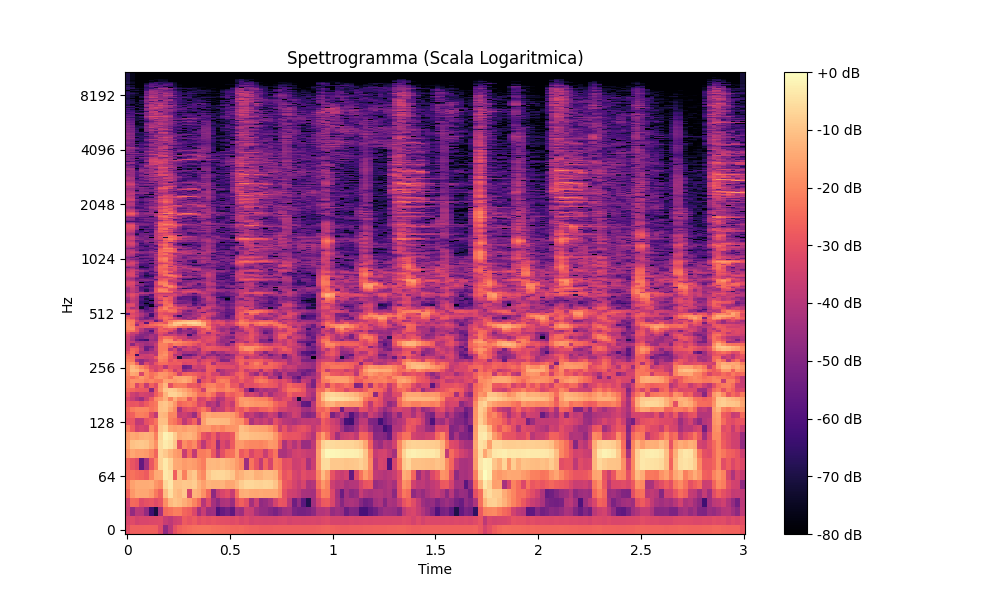 Spettrogramma (Scala Logaritmica)
Hz
8192
4096
2048
1024
512
256
128
64
0
0
0.5
1
1.5
2
2.5
3
Time
+0 dB
-10 dB
-20 dB
-30 dB
-40 dB
-50 dB
-60 dB
-70 dB
-80 dB